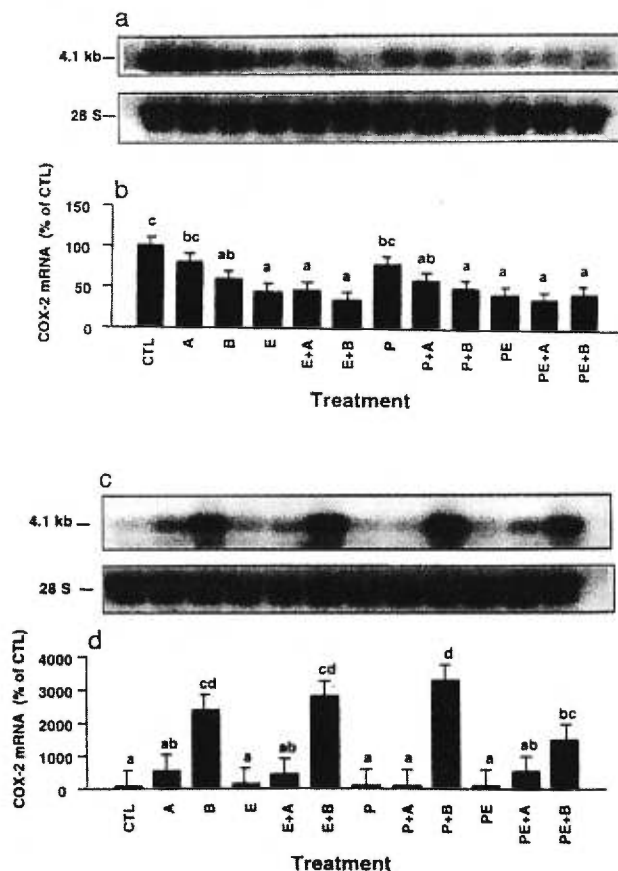 a
4.1 kb
28 S
b
COX-2 mRNA (% of CTL)
150
100
50
0
c bc ab a a a bc ab a a a a
CTL A B E E+A E+B P P+A P+B PE PE+A PE+B
Treatment
c
4.1 kb
28 S
d
COX-2 mRNA (% of CTL)
4000
3000
2000
1000
0
a ab cd a ab cd a a d a ab bc
CTL A B E E+A E+B P P+A P+B PE PE+A PE+B
Treatment